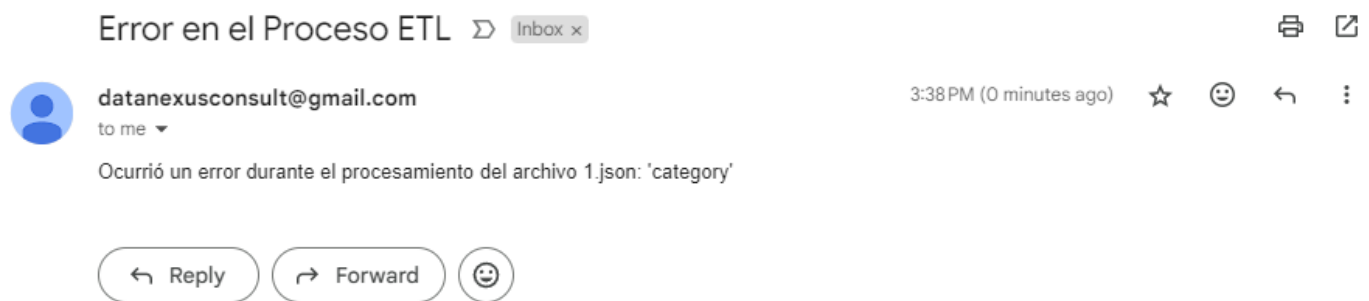 Error en el Proceso ETL Inbox ×
datanexusconsult@gmail.com 3:38 PM (0 minutes ago)
to me
Ocurrió un error durante el procesamiento del archivo 1.json: 'category'
Reply Forward